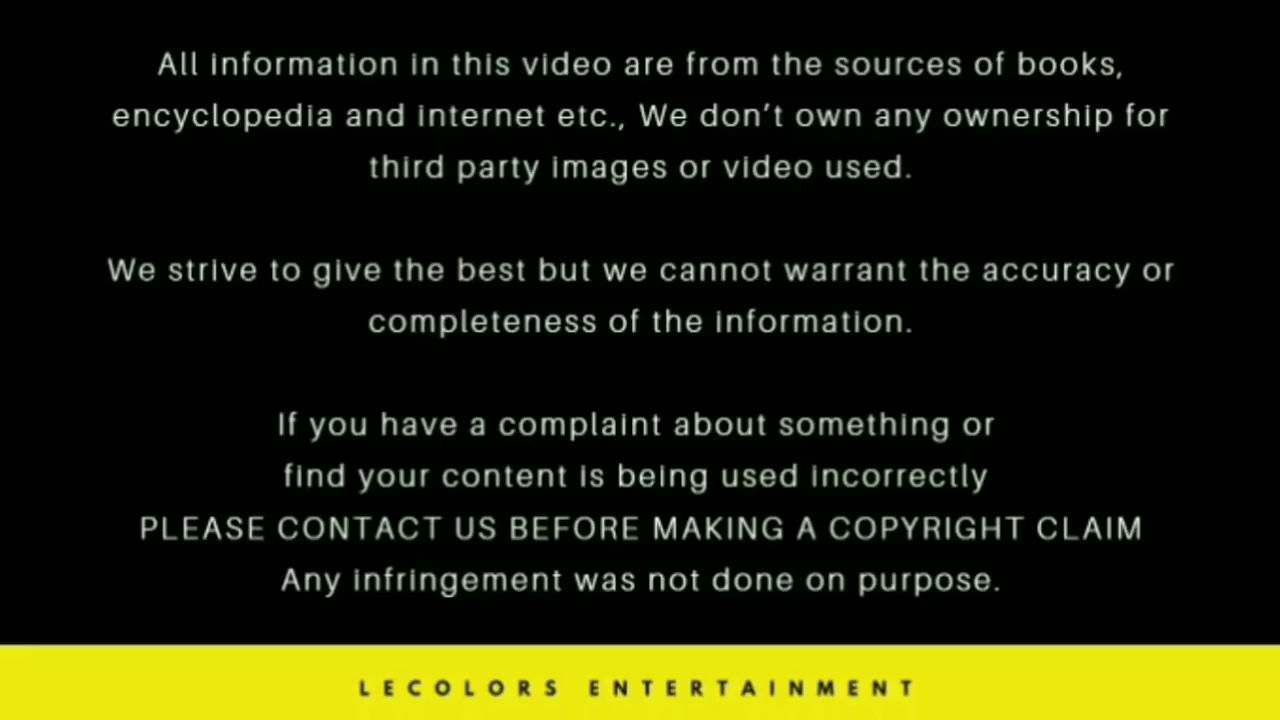 All information in this video are from the sources of books,
encyclopedia and internet etc., We don’t own any ownership for
third party images or video used.
We strive to give the best but we cannot warrant the accuracy or
completeness of the information.
If you have a complaint about something or
find your content is being used incorrectly
PLEASE CONTACT US BEFORE MAKING A COPYRIGHT CLAIM
Any infringement was not done on purpose.
LECOLORS ENTERTAINMENT